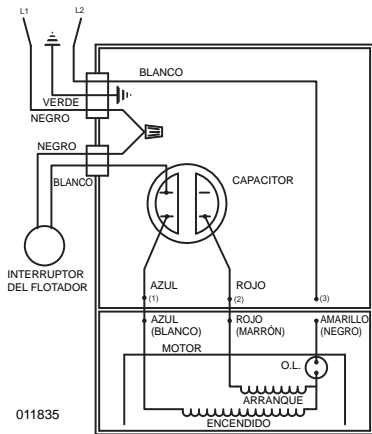 L1
L2
BLANCO
VERDE
NEGRO
NEGRO
BLANCO
CAPACITOR
INTERRUPTOR
DEL FLOTADOR
AZUL
ROJO
(1)
(2)
(3)
AZUL
(BLANCO)
ROJO
(MARRÓN)
AMARILLO
(NEGRO)
MOTOR
O.L.
ARRANQUE
ENCENDIDO
011835